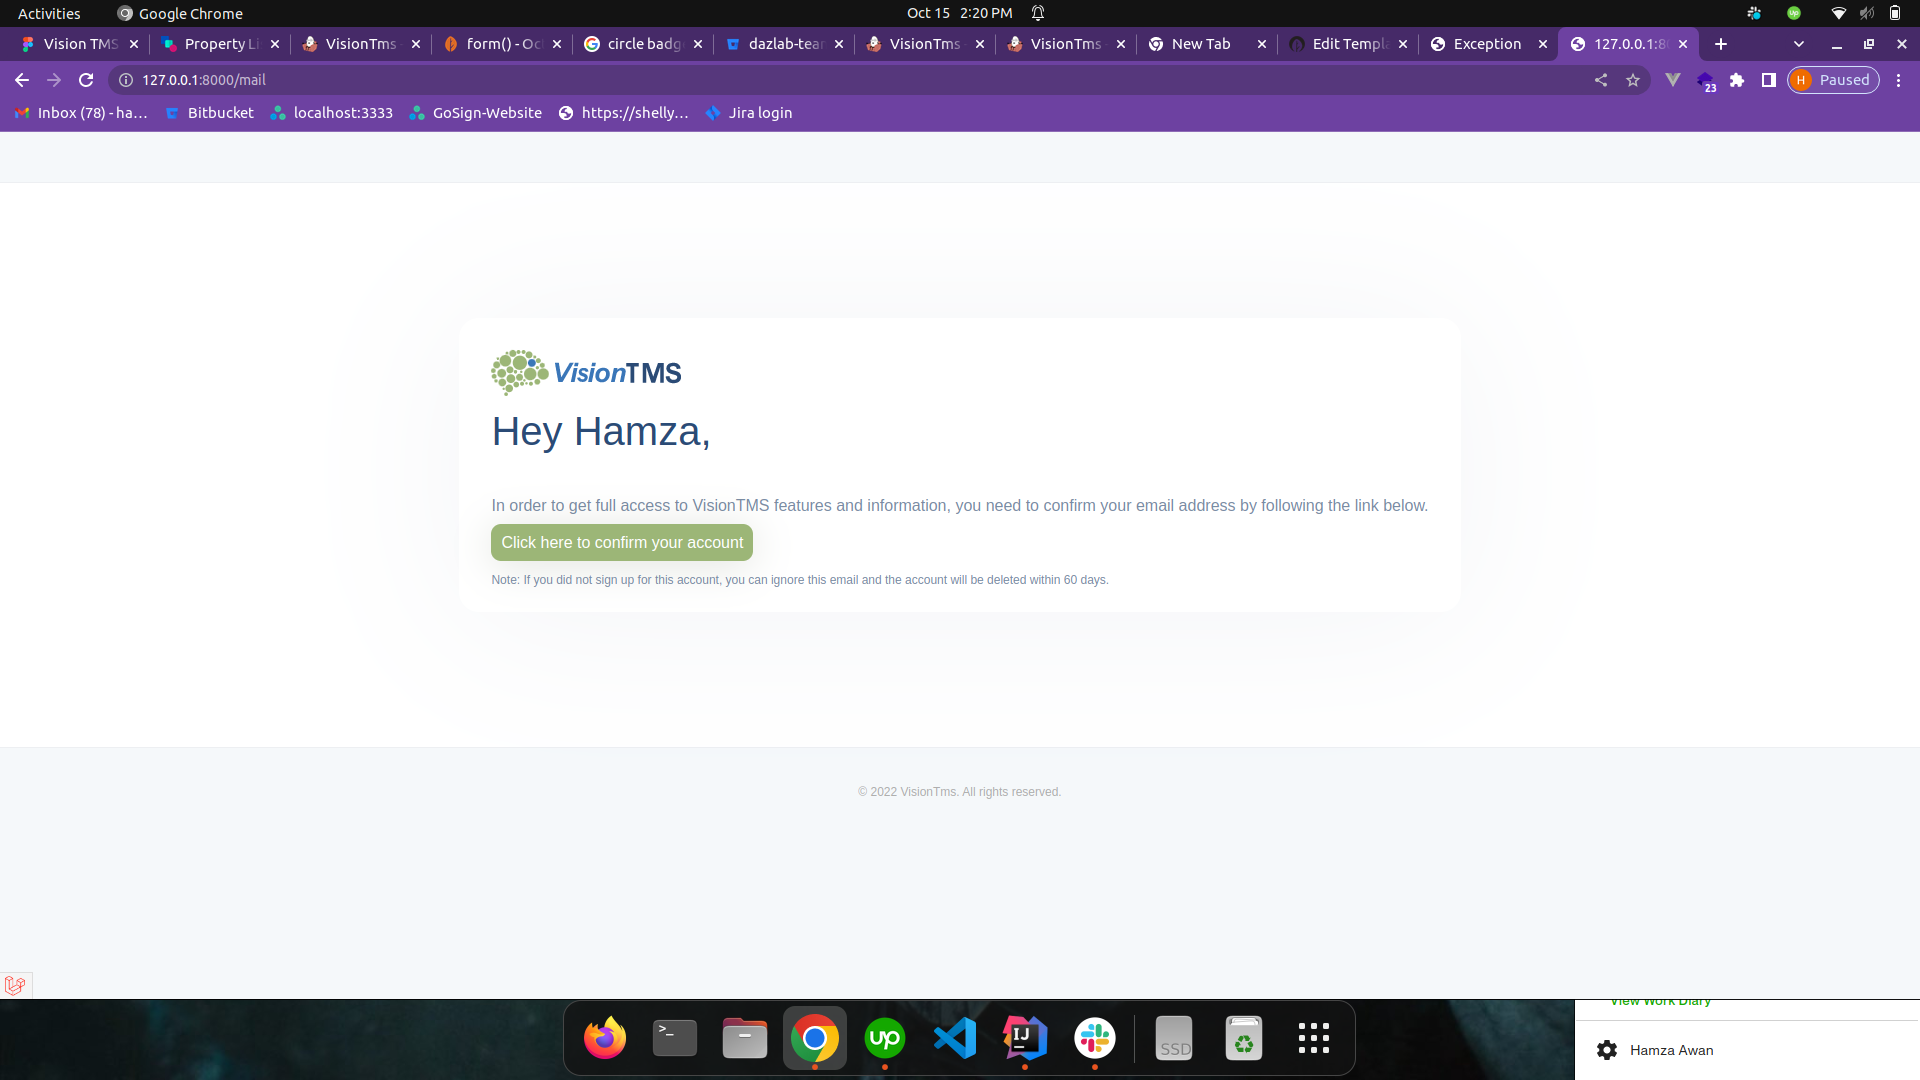 Activities
Google Chrome
Oct 15 2:20 PM
Vision TMS
Property Li
VisionTms
form() - Oc
circle badg
dazlab-tear
VisionTms
VisionTms
New Tab
Edit Templa
Exception
127.0.0.1:80
127.0.0.1:8000/mail
23
H
Paused
Inbox (78) - ha…
Bitbucket
localhost:3333
GoSign-Website
https://shelly…
Jira login
VisionTMS
Hey Hamza,
In order to get full access to VisionTMS features and information, you need to confirm your email address by following the link below.
Click here to confirm your account
Note: If you did not sign up for this account, you can ignore this email and the account will be deleted within 60 days.
© 2022 VisionTms. All rights reserved.
View Work Diary
>_
up
IJ
SSD
Hamza Awan